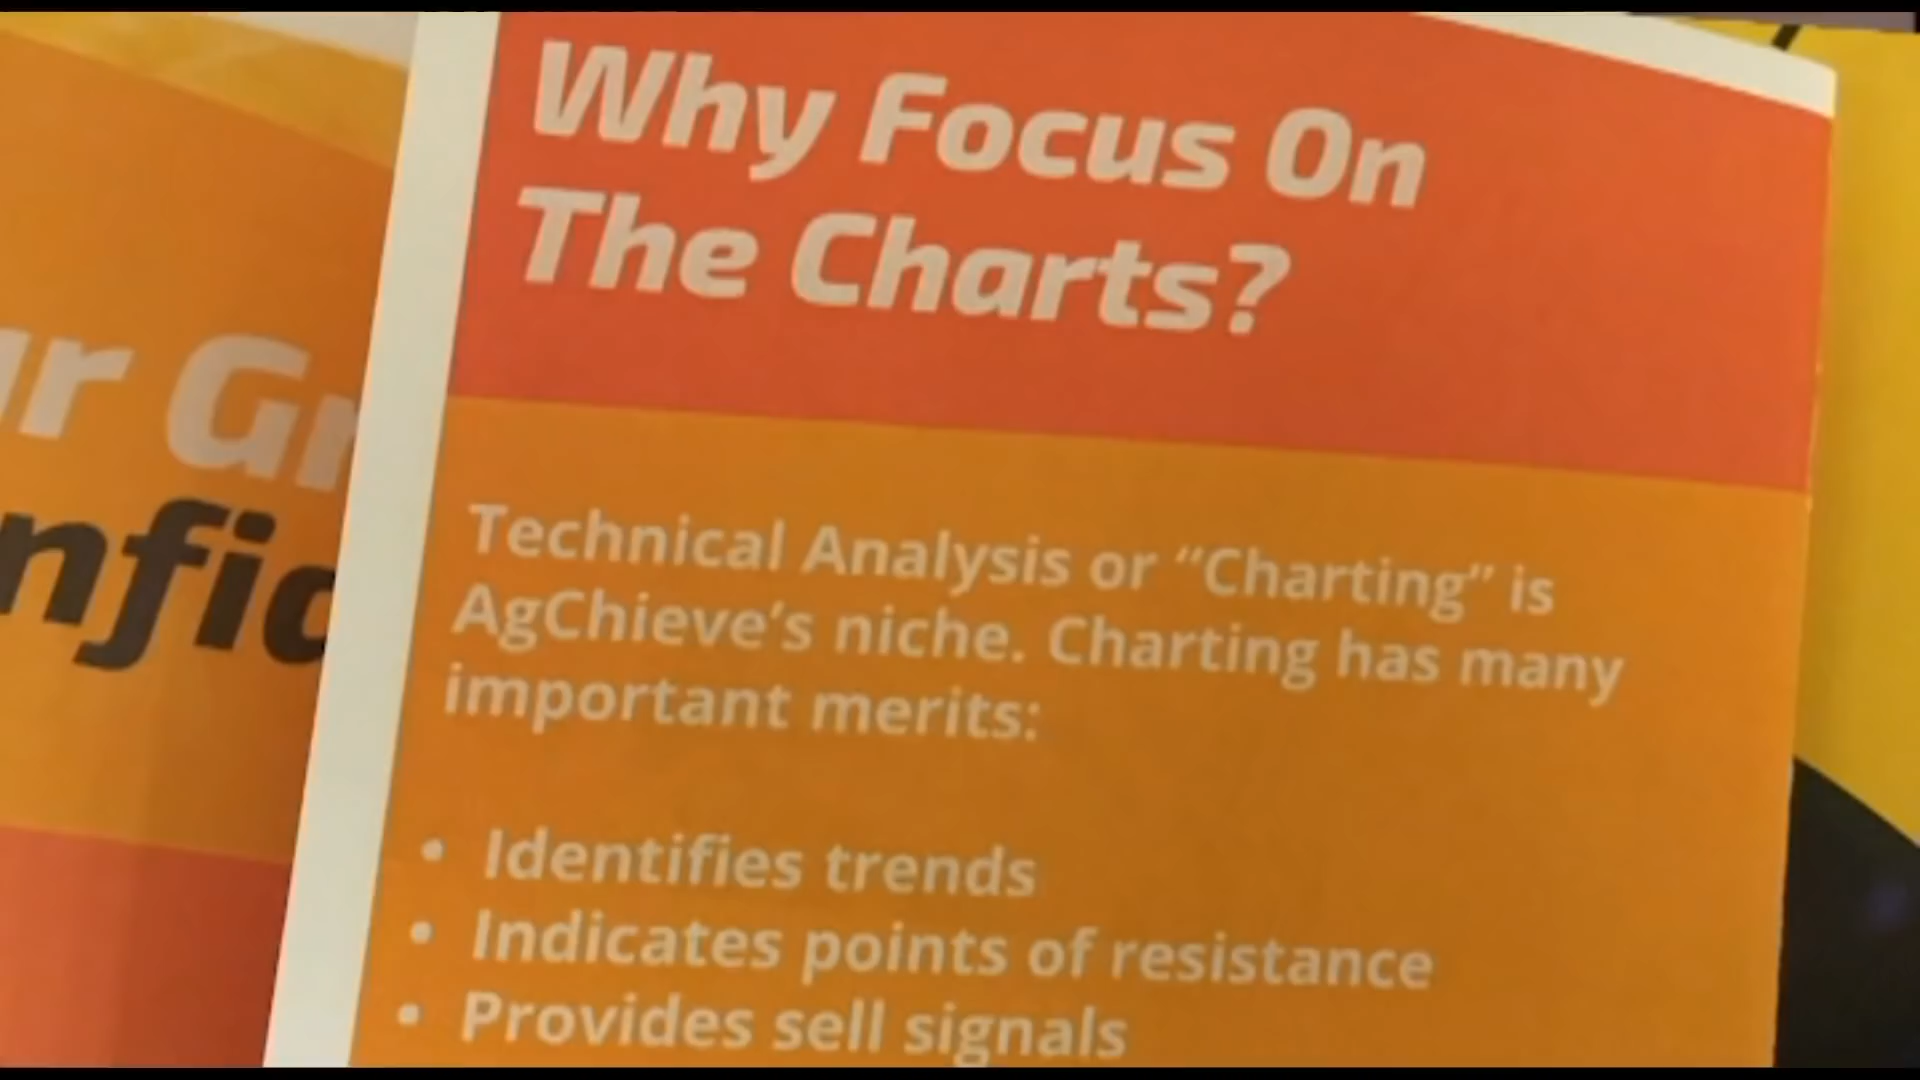 Why Focus On
The Charts?
Technical Analysis or “Charting” is
AgChieve’s niche. Charting has many
important merits:
• Identifies trends
• Indicates points of resistance
• Provides sell signals